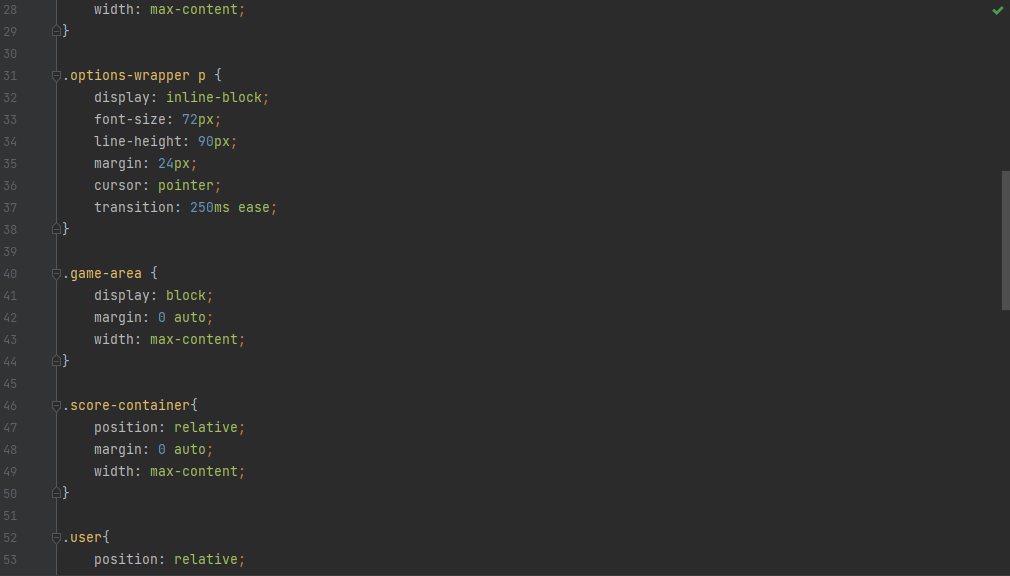 28 width: max-content;
29 }
30
31 .options-wrapper p {
32 display: inline-block;
33 font-size: 72px;
34 line-height: 90px;
35 margin: 24px;
36 cursor: pointer;
37 transition: 250ms ease;
38 }
39
40 .game-area {
41 display: block;
42 margin: 0 auto;
43 width: max-content;
44 }
45
46 .score-container{
47 position: relative;
48 margin: 0 auto;
49 width: max-content;
50 }
51
52 .user{
53 position: relative;